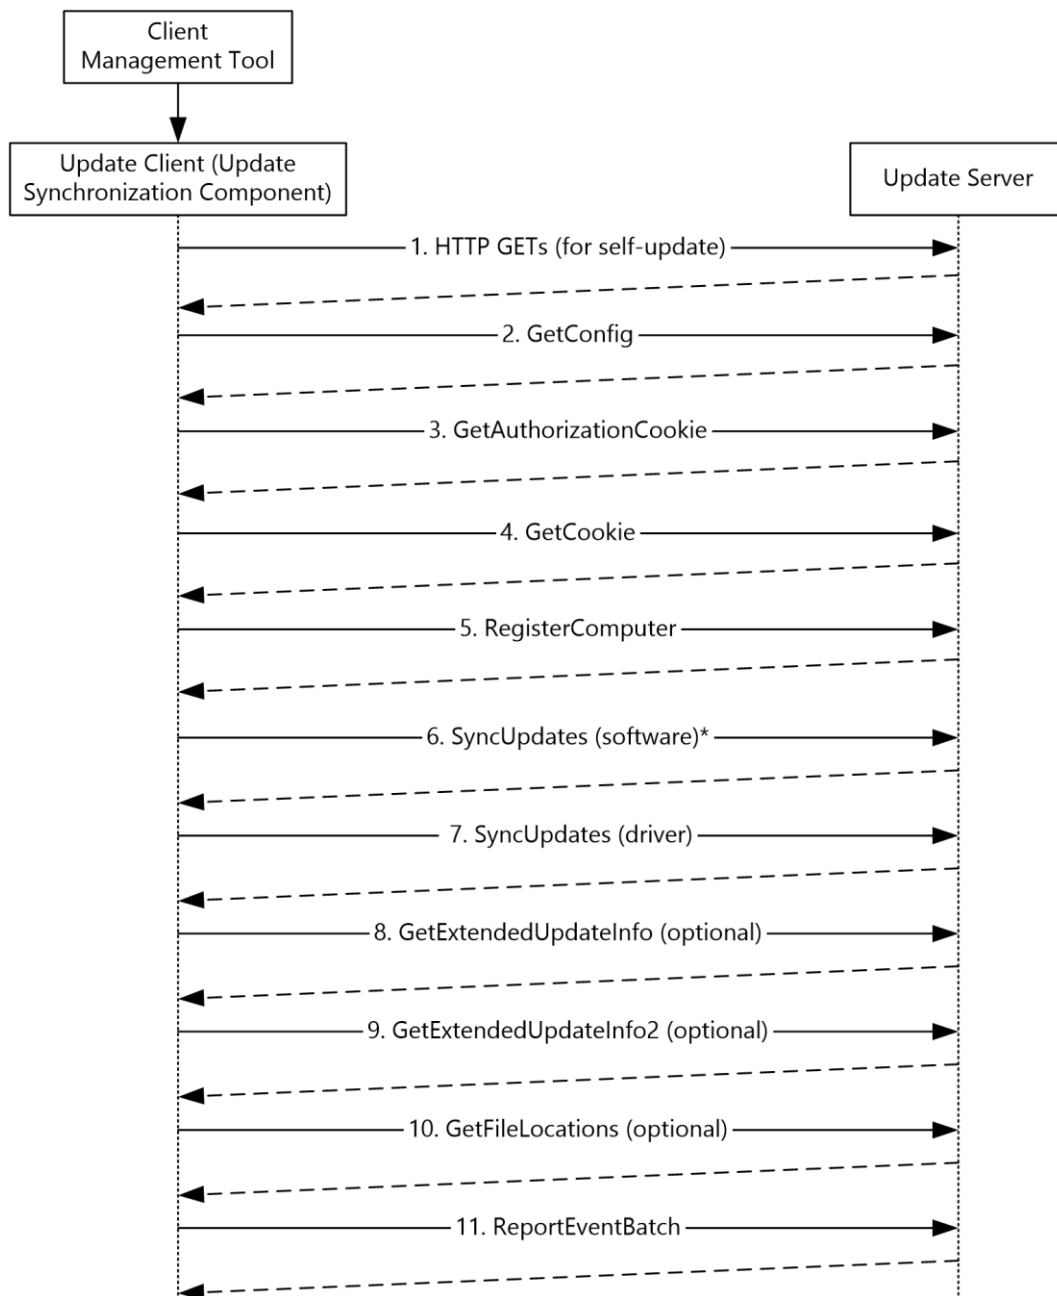 Client
Management Tool
Update Client (Update
Synchronization Component)
Update Server
1. HTTP GETs (for self-update)
2. GetConfig
3. GetAuthorizationCookie
4. GetCookie
5. RegisterComputer
6. SyncUpdates (software)*
7. SyncUpdates (driver)
8. GetExtendedUpdateInfo (optional)
9. GetExtendedUpdateInfo2 (optional)
10. GetFileLocations (optional)
11. ReportEventBatch